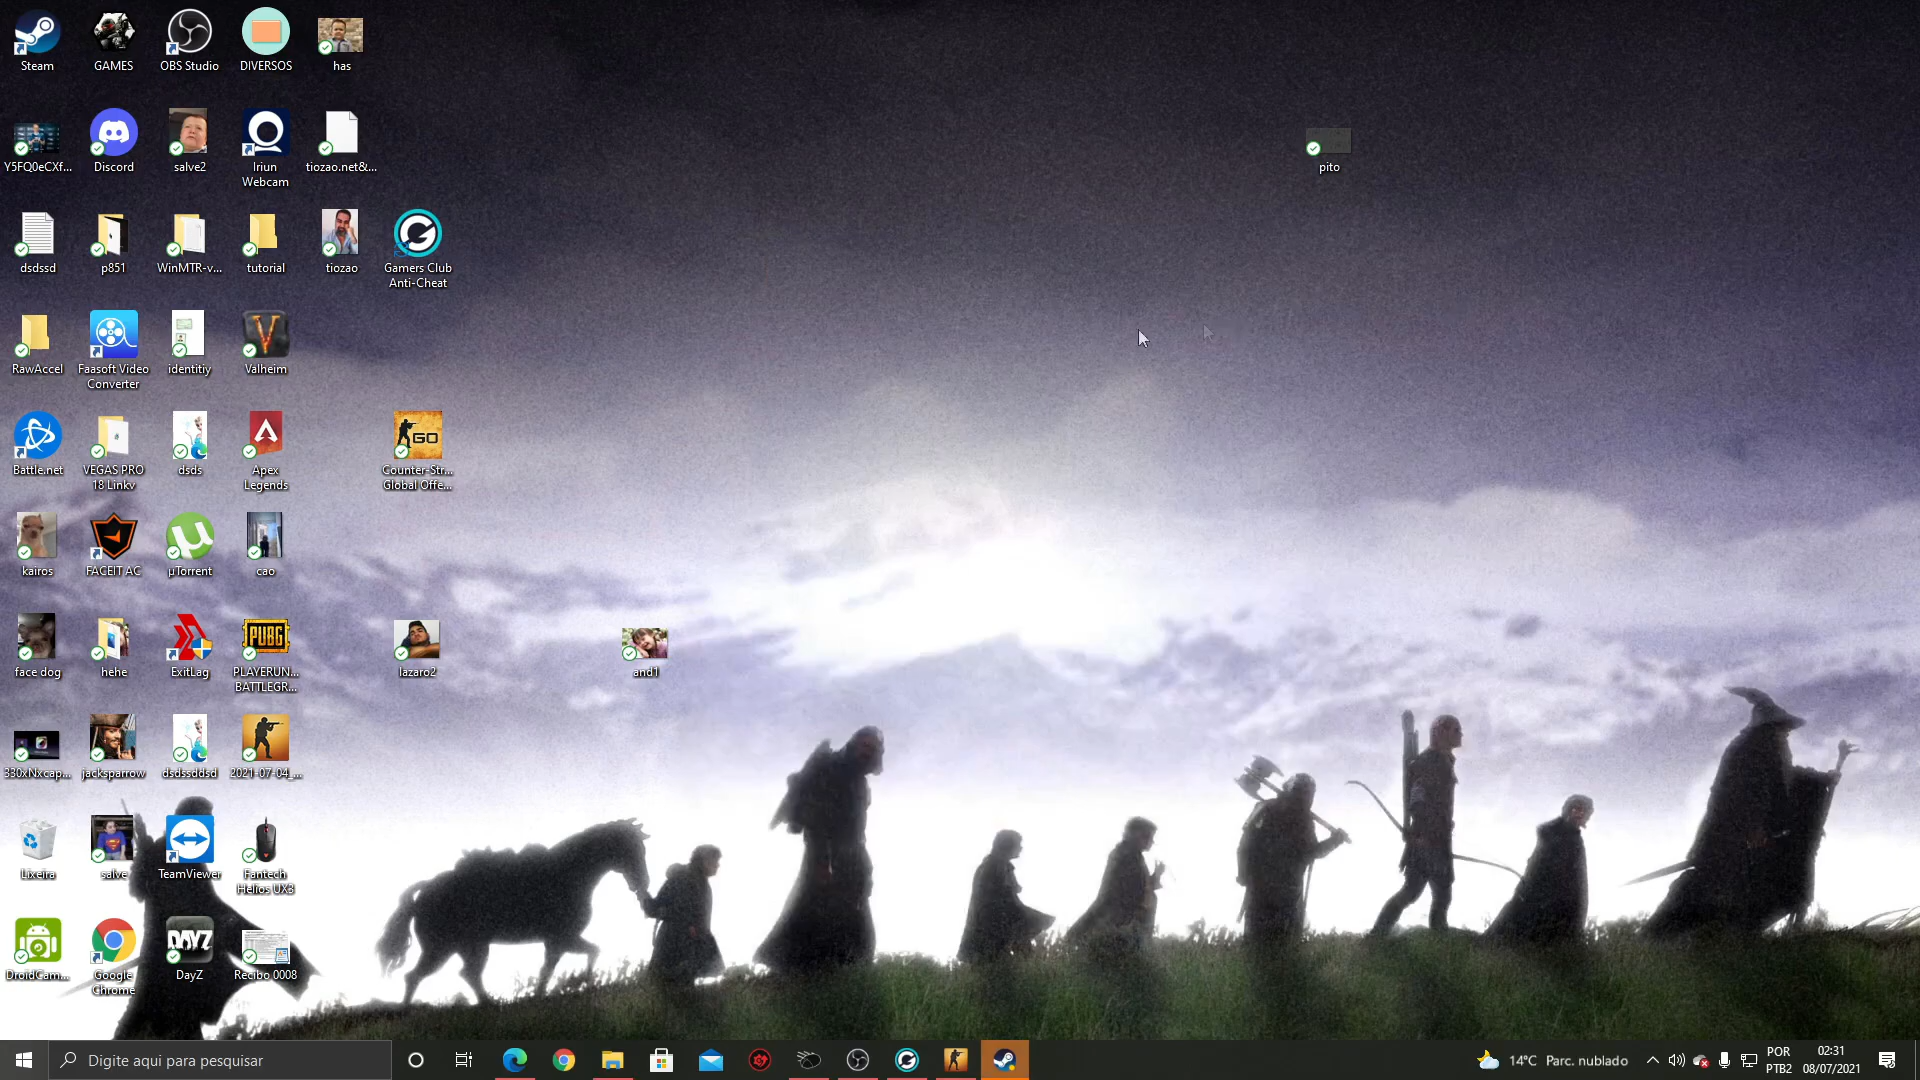 Steam
GAMES
OBS Studio
DIVERSOS
has
Y5FQ0eCXf...
Discord
salve2
Iriun
Webcam
tiozao.net&...
pito
dsdssd
p851
WinMTR-v...
tutorial
tiozao
Gamers Club
Anti-Cheat
RawAccel
Faasoft Video
Converter
identitiy
Valheim
V
Battle.net
VEGAS PRO
18 Linkv
dsds
Apex
Legends
GO
Counter-Str...
Global Offe...
kairos
FACEIT AC
µTorrent
cao
face dog
hehe
ExitLag
PUBG
PLAYERUN...
BATTLEGR...
lazaro2
and1
330xNxcap...
jacksparrow
dsdssddsd
2021-07-04_...
Lixeira
salve
TeamViewer
Fantech
Helios UX3
DroidCam...
Google
Chrome
DAYZ
DayZ
Recibo 0008
Digite aqui para pesquisar
14°C Parc. nublado
POR
PTB2
02:31
08/07/2021